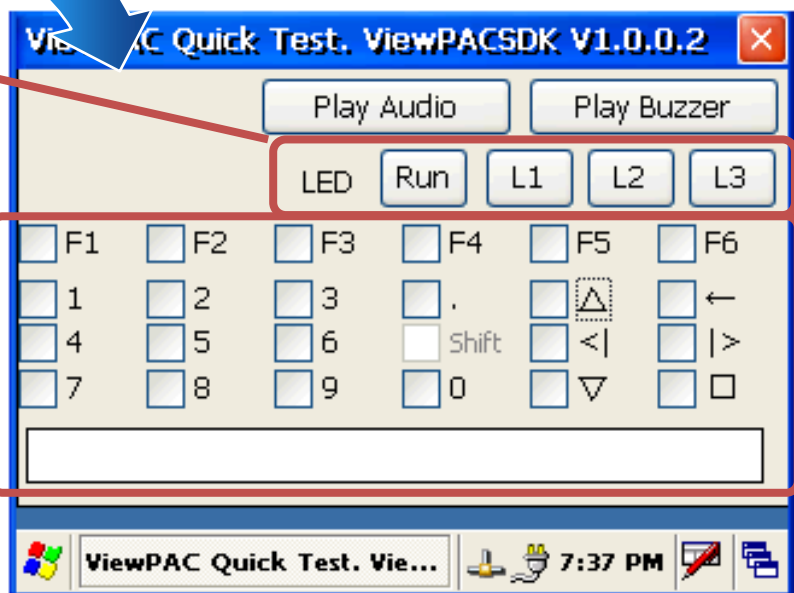 ViewPAC Quick Test. ViewPACSDK V1.0.0.2
Play Audio Play Buzzer
LED Run L1 L2 L3
F1 F2 F3 F4 F5 F6
1 2 3 . △ ←
4 5 6 Shift <| |>
7 8 9 0 ▽ □
ViewPAC Quick Test. Vie... 7:37 PM